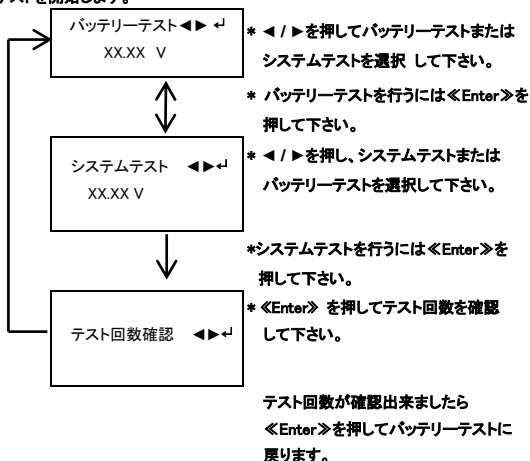 バッテリーテスト◀▶ ↵
XX.XX V
* ◀ / ▶を押してバッテリーテストまたは
システムテストを選択 して下さい。
* バッテリーテストを行うには≪Enter≫を
押して下さい。
システムテスト ◀▶↵
XX.XX V
* ◀ / ▶を押し、システムテストまたは
バッテリーテストを選択して下さい。
*システムテストを行うには≪Enter≫を
押して下さい。
テスト回数確認 ◀▶↵
* ≪Enter≫ を押してテスト回数を確認
して下さい。
テスト回数が確認出来ましたら
≪Enter≫を押してバッテリーテストに
戻ります。